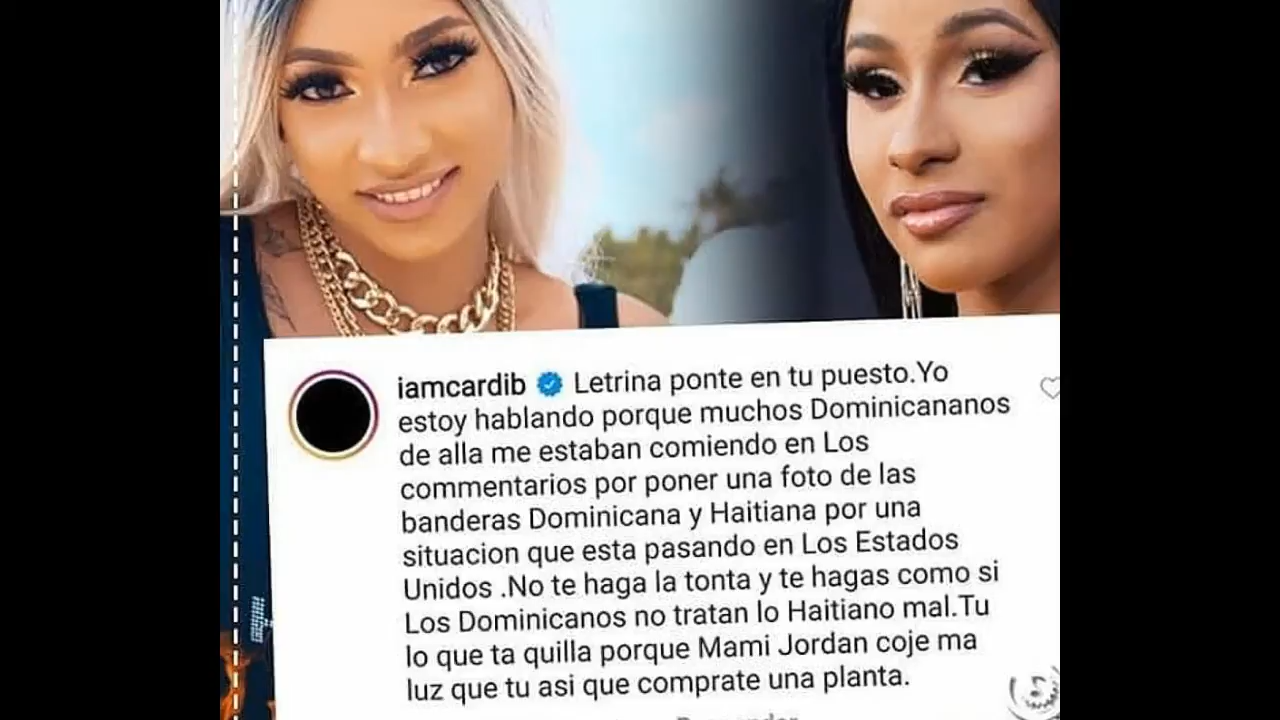 iamcardib Letrina ponte en tu puesto.Yo
estoy hablando porque muchos Dominicananos
de alla me estaban comiendo en Los
commentarios por poner una foto de las
banderas Dominicana y Haitiana por una
situacion que esta pasando en Los Estados
Unidos .No te haga la tonta y te hagas como si
Los Dominicanos no tratan lo Haitiano mal.Tu
lo que ta quilla porque Mami Jordan coje ma
luz que tu asi que comprate una planta.